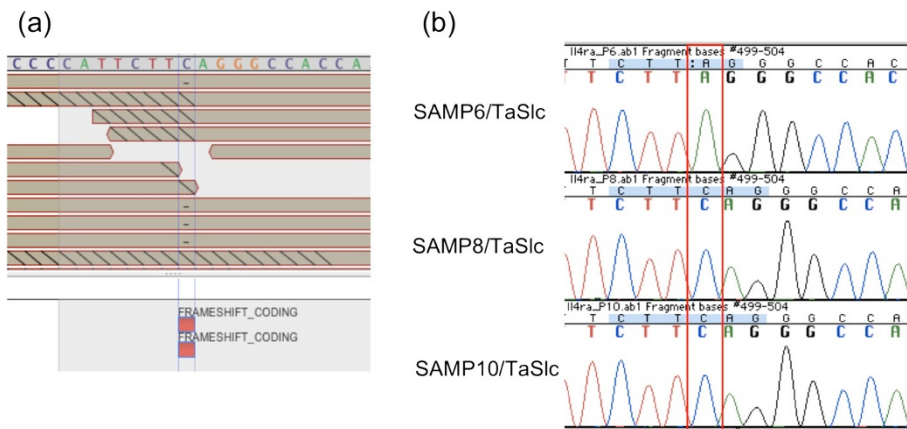 (a)
C C C C A T T C T T C A G G G C C A C C A
-
-
-
-
FRAMESHIFT_CODING
FRAMESHIFT_CODING
(b)
Il4ra_P6.ab1 Fragment bases #499-504
T T C T T : A G G G C C A C
T C T T A G G G C C A C
SAMP6/TaSlc
Il4ra_P8.ab1 Fragment bases #499-504
T C T T C A G G G C C A
T C T T C A G G G C C A
SAMP8/TaSlc
Il4ra_P10.ab1 Fragment bases #499-504
T C T T C A G G G C C A
T C T T C A G G G C C A
SAMP10/TaSlc